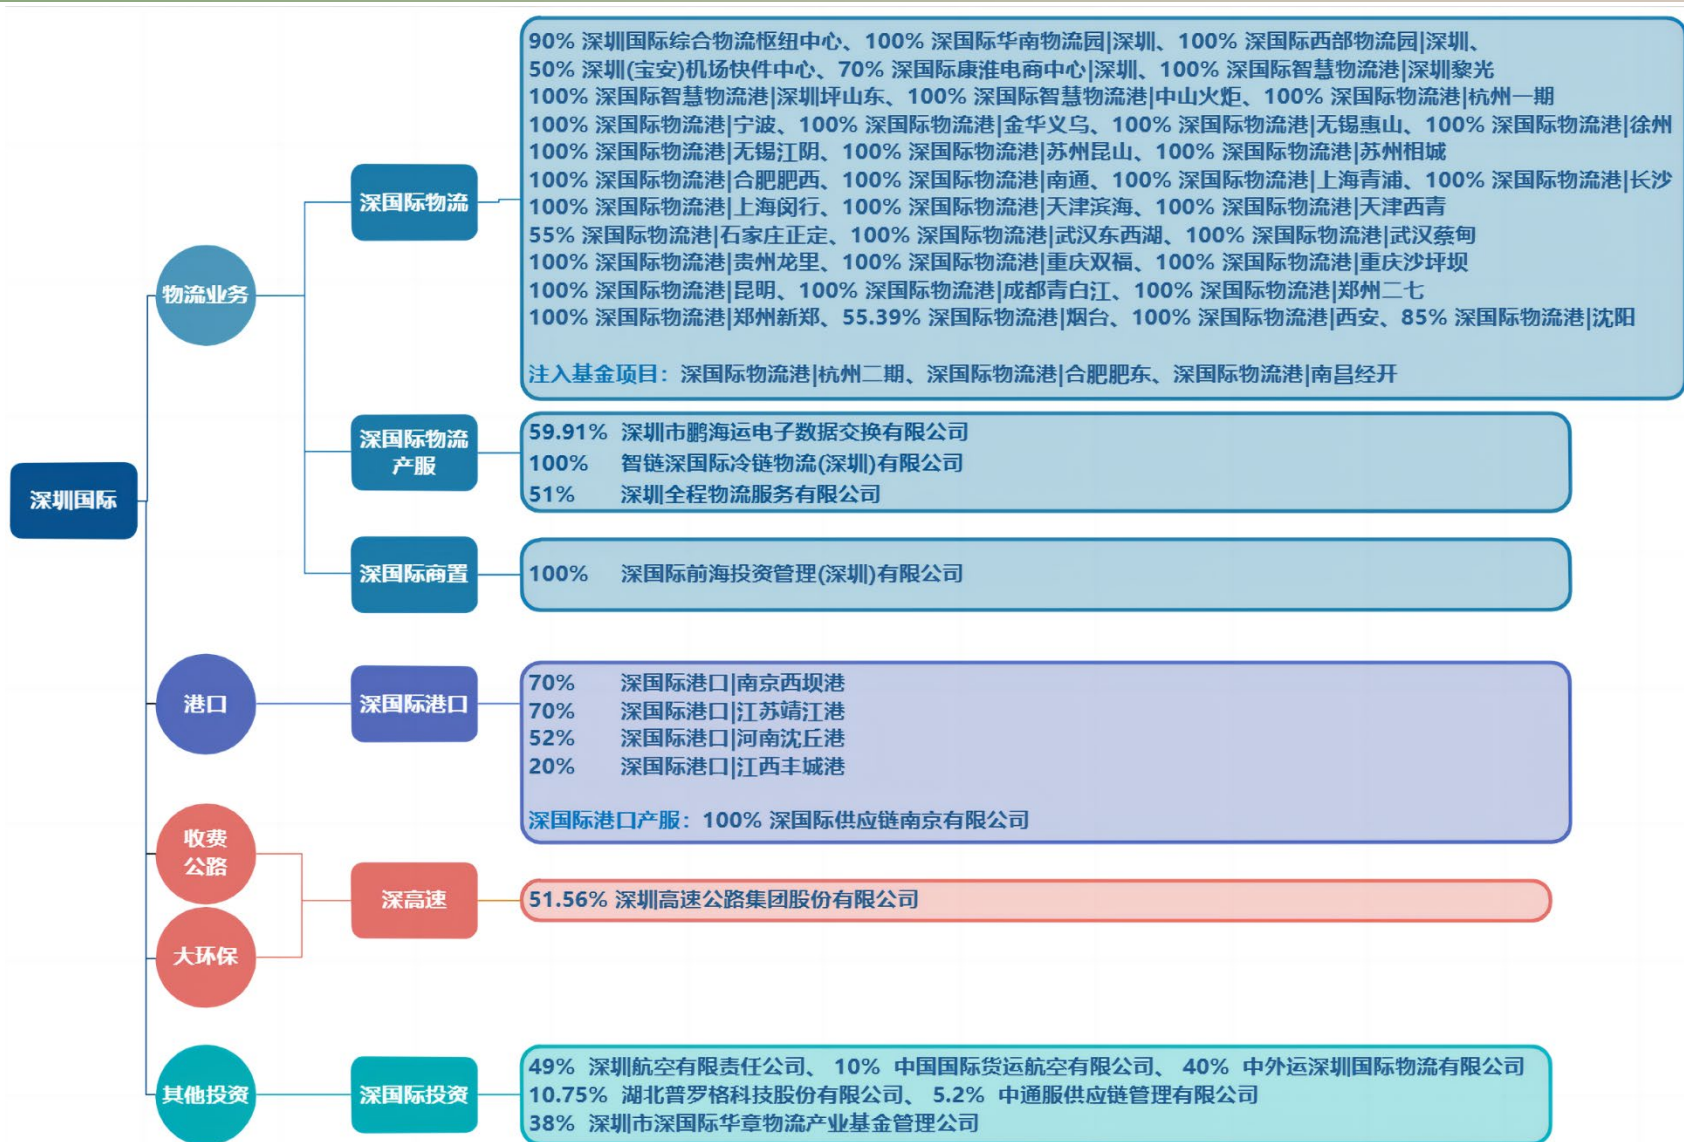 深圳国际
物流业务
深国际物流
90% 深圳国际综合物流枢纽中心、100% 深国际华南物流园|深圳、100% 深国际西部物流园|深圳、
50% 深圳(宝安)机场快件中心、70% 深国际康淮电商中心|深圳、100% 深国际智慧物流港|深圳黎光
100% 深国际智慧物流港|深圳坪山东、100% 深国际智慧物流港|中山火炬、100% 深国际物流港|杭州一期
100% 深国际物流港|宁波、100% 深国际物流港|金华义乌、100% 深国际物流港|无锡惠山、100% 深国际物流港|徐州
100% 深国际物流港|无锡江阴、100% 深国际物流港|苏州昆山、100% 深国际物流港|苏州相城
100% 深国际物流港|合肥肥西、100% 深国际物流港|南通、100% 深国际物流港|上海青浦、100% 深国际物流港|长沙
100% 深国际物流港|上海闵行、100% 深国际物流港|天津滨海、100% 深国际物流港|天津西青
55% 深国际物流港|石家庄正定、100% 深国际物流港|武汉东西湖、100% 深国际物流港|武汉蔡甸
100% 深国际物流港|贵州龙里、100% 深国际物流港|重庆双福、100% 深国际物流港|重庆沙坪坝
100% 深国际物流港|昆明、100% 深国际物流港|成都青白江、100% 深国际物流港|郑州二七
100% 深国际物流港|郑州新郑、55.39% 深国际物流港|烟台、100% 深国际物流港|西安、85% 深国际物流港|沈阳
注入基金项目：深国际物流港|杭州二期、深国际物流港|合肥肥东、深国际物流港|南昌经开
深国际物流
产服
59.91% 深圳市鹏海运电子数据交换有限公司
100% 智链深国际冷链物流(深圳)有限公司
51% 深圳全程物流服务有限公司
深国际商置
100% 深国际前海投资管理(深圳)有限公司
港口
深国际港口
70% 深国际港口|南京西坝港
70% 深国际港口|江苏靖江港
52% 深国际港口|河南沈丘港
20% 深国际港口|江西丰城港
深国际港口产服：100% 深国际供应链南京有限公司
收费
公路
大环保
深高速
51.56% 深圳高速公路集团股份有限公司
其他投资
深国际投资
49% 深圳航空有限责任公司、 10% 中国国际货运航空有限公司、 40% 中外运深圳国际物流有限公司
10.75% 湖北普罗格科技股份有限公司、 5.2% 中通服供应链管理有限公司
38% 深圳市深国际华章物流产业基金管理公司